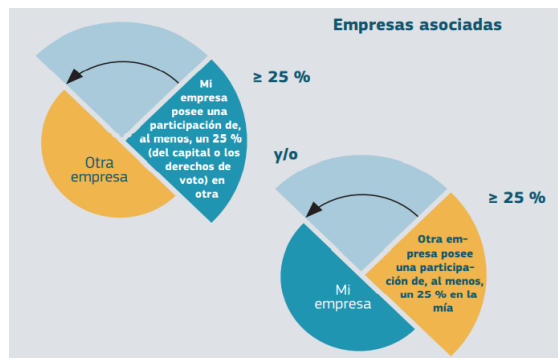 Empresas asociadas
≥ 25 %
Mi
empresa
posee una
participación de,
al menos, un 25 %
(del capital o los
derechos de
voto) en
otra
Otra
empresa
y/o
≥ 25 %
Otra em-
presa posee
una participa-
ción de, al menos,
un 25 % en la
mía
Mi
empresa